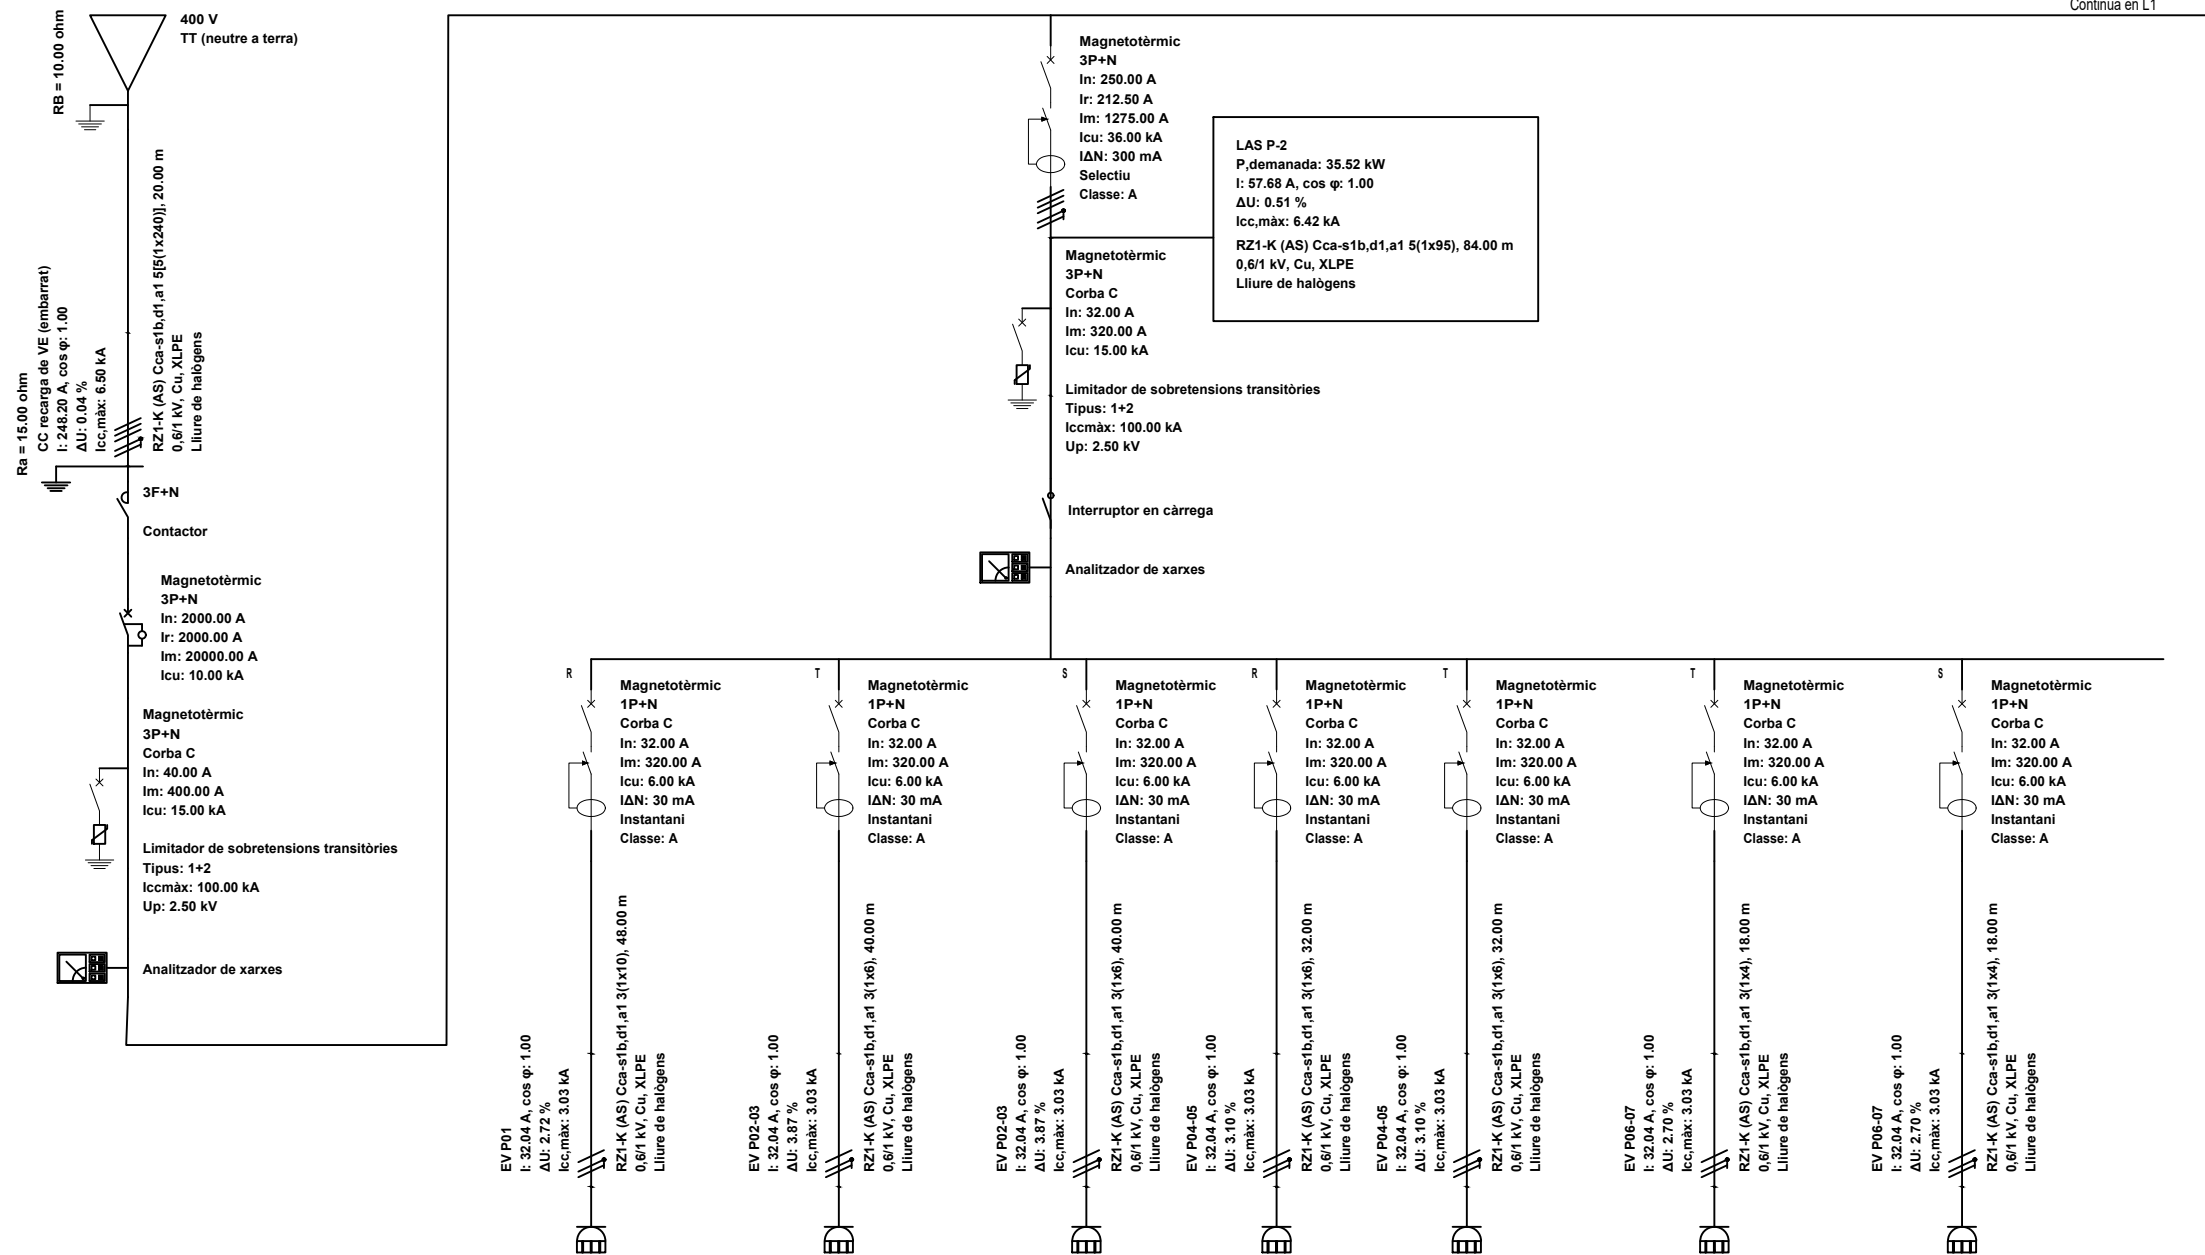 Continua en L1
400 V
TT (neutre a terra)
RB = 10.00 ohm
RZ1-K (AS) Cca-s1b,d1,a1 5[5(1x240)], 20.00 m
0,6/1 kV, Cu, XLPE
Lliure de halògens
CC recarga de VE (embarrat)
I: 248.20 A, cos φ: 1.00
ΔU: 0.04 %
Icc,màx: 6.50 kA
Ra = 15.00 ohm
3F+N
Contactor
Magnetotèrmic
3P+N
In: 2000.00 A
Ir: 2000.00 A
Im: 20000.00 A
Icu: 10.00 kA
Magnetotèrmic
3P+N
Corba C
In: 40.00 A
Im: 400.00 A
Icu: 15.00 kA
Limitador de sobretensions transitòries
Tipus: 1+2
Iccmàx: 100.00 kA
Up: 2.50 kV
Analitzador de xarxes
Magnetotèrmic
3P+N
In: 250.00 A
Ir: 212.50 A
Im: 1275.00 A
Icu: 36.00 kA
IΔN: 300 mA
Selectiu
Classe: A
LAS P-2
P,demanada: 35.52 kW
I: 57.68 A, cos φ: 1.00
ΔU: 0.51 %
Icc,màx: 6.42 kA
RZ1-K (AS) Cca-s1b,d1,a1 5(1x95), 84.00 m
0,6/1 kV, Cu, XLPE
Lliure de halògens
Magnetotèrmic
3P+N
Corba C
In: 32.00 A
Im: 320.00 A
Icu: 15.00 kA
Limitador de sobretensions transitòries
Tipus: 1+2
Iccmàx: 100.00 kA
Up: 2.50 kV
Interruptor en càrrega
Analitzador de xarxes
R
Magnetotèrmic
1P+N
Corba C
In: 32.00 A
Im: 320.00 A
Icu: 6.00 kA
IΔN: 30 mA
Instantani
Classe: A
EV P01
I: 32.04 A, cos φ: 1.00
ΔU: 2.72 %
Icc,màx: 3.03 kA
RZ1-K (AS) Cca-s1b,d1,a1 3(1x10), 48.00 m
0,6/1 kV, Cu, XLPE
Lliure de halògens
T
Magnetotèrmic
1P+N
Corba C
In: 32.00 A
Im: 320.00 A
Icu: 6.00 kA
IΔN: 30 mA
Instantani
Classe: A
EV P02-03
I: 32.04 A, cos φ: 1.00
ΔU: 3.87 %
Icc,màx: 3.03 kA
RZ1-K (AS) Cca-s1b,d1,a1 3(1x6), 40.00 m
0,6/1 kV, Cu, XLPE
Lliure de halògens
S
Magnetotèrmic
1P+N
Corba C
In: 32.00 A
Im: 320.00 A
Icu: 6.00 kA
IΔN: 30 mA
Instantani
Classe: A
EV P02-03
I: 32.04 A, cos φ: 1.00
ΔU: 3.87 %
Icc,màx: 3.03 kA
RZ1-K (AS) Cca-s1b,d1,a1 3(1x6), 40.00 m
0,6/1 kV, Cu, XLPE
Lliure de halògens
R
Magnetotèrmic
1P+N
Corba C
In: 32.00 A
Im: 320.00 A
Icu: 6.00 kA
IΔN: 30 mA
Instantani
Classe: A
EV P04-05
I: 32.04 A, cos φ: 1.00
ΔU: 3.10 %
Icc,màx: 3.03 kA
RZ1-K (AS) Cca-s1b,d1,a1 3(1x6), 32.00 m
0,6/1 kV, Cu, XLPE
Lliure de halògens
T
Magnetotèrmic
1P+N
Corba C
In: 32.00 A
Im: 320.00 A
Icu: 6.00 kA
IΔN: 30 mA
Instantani
Classe: A
EV P04-05
I: 32.04 A, cos φ: 1.00
ΔU: 3.10 %
Icc,màx: 3.03 kA
RZ1-K (AS) Cca-s1b,d1,a1 3(1x6), 32.00 m
0,6/1 kV, Cu, XLPE
Lliure de halògens
T
Magnetotèrmic
1P+N
Corba C
In: 32.00 A
Im: 320.00 A
Icu: 6.00 kA
IΔN: 30 mA
Instantani
Classe: A
EV P06-07
I: 32.04 A, cos φ: 1.00
ΔU: 2.70 %
Icc,màx: 3.03 kA
RZ1-K (AS) Cca-s1b,d1,a1 3(1x4), 18.00 m
0,6/1 kV, Cu, XLPE
Lliure de halògens
S
Magnetotèrmic
1P+N
Corba C
In: 32.00 A
Im: 320.00 A
Icu: 6.00 kA
IΔN: 30 mA
Instantani
Classe: A
EV P06-07
I: 32.04 A, cos φ: 1.00
ΔU: 2.70 %
Icc,màx: 3.03 kA
RZ1-K (AS) Cca-s1b,d1,a1 3(1x4), 18.00 m
0,6/1 kV, Cu, XLPE
Lliure de halògens